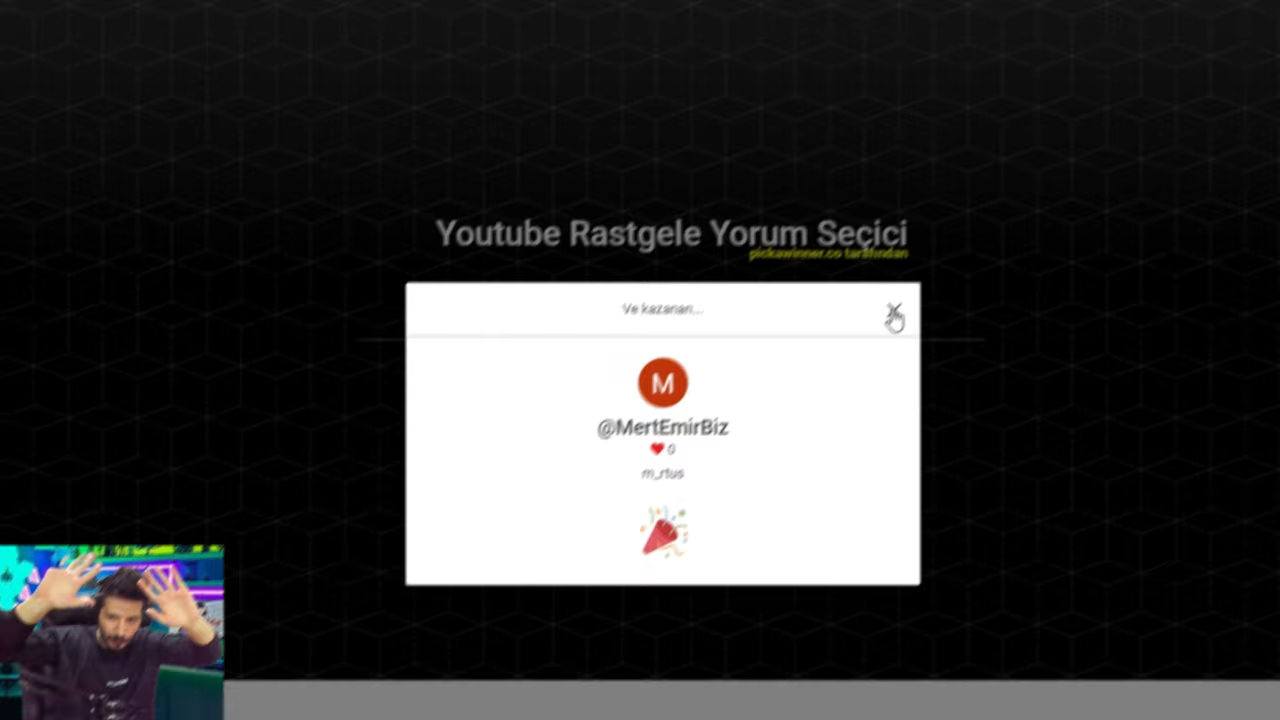 Youtube Rastgele Yorum Seçici
pickawinner.co tarafından
Ve kazanan...
M
@MertEmirBiz
0
m_rtus